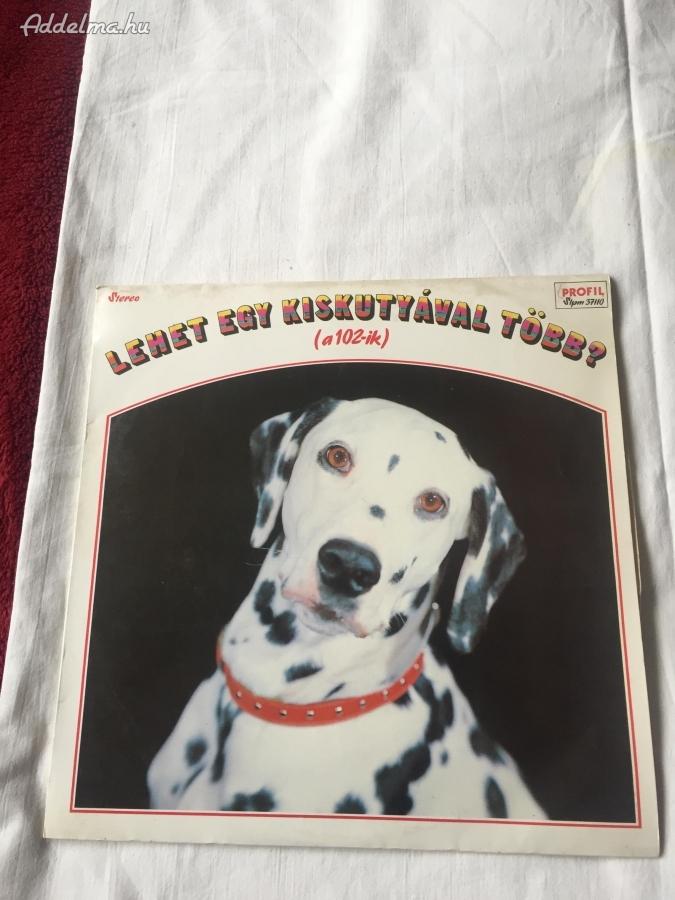 Addelma.hu
Stereo
PROFIL
Slpm 37110
LEHET EGY KISKUTYÁVAL TÖBB?
(a 102-ik)